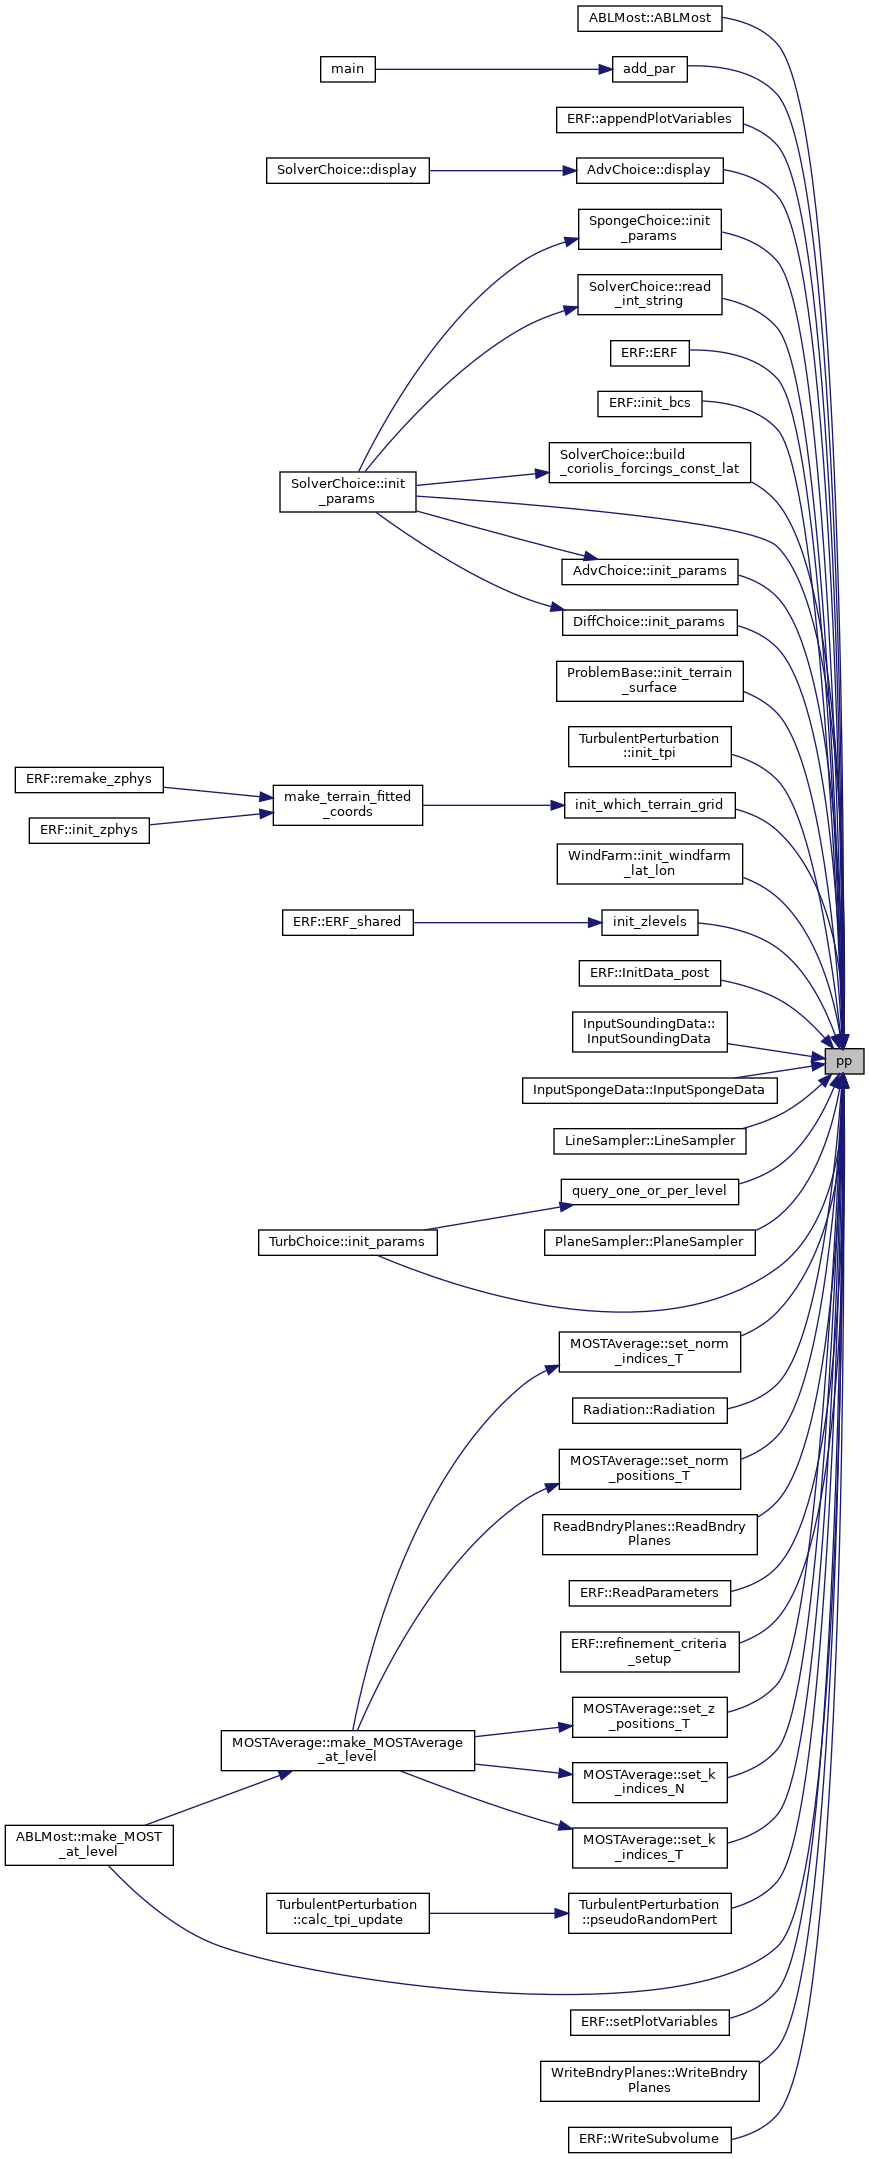 ABLMost::ABLMost
main
add_par
ERF::appendPlotVariables
SolverChoice::display
AdvChoice::display
SpongeChoice::init
_params
SolverChoice::read
_int_string
ERF::ERF
ERF::init_bcs
SolverChoice::build
_coriolis_forcings_const_lat
SolverChoice::init
_params
AdvChoice::init_params
DiffChoice::init_params
ProblemBase::init_terrain
_surface
TurbulentPerturbation
::init_tpi
ERF::remake_zphys
make_terrain_fitted
_coords
init_which_terrain_grid
ERF::init_zphys
WindFarm::init_windfarm
_lat_lon
ERF::ERF_shared
init_zlevels
ERF::InitData_post
InputSoundingData::
InputSoundingData
pp
InputSpongeData::InputSpongeData
LineSampler::LineSampler
query_one_or_per_level
TurbChoice::init_params
PlaneSampler::PlaneSampler
MOSTAverage::set_norm
_indices_T
Radiation::Radiation
MOSTAverage::set_norm
_positions_T
ReadBndryPlanes::ReadBndry
Planes
ERF::ReadParameters
ERF::refinement_criteria
_setup
MOSTAverage::set_z
_positions_T
MOSTAverage::make_MOSTAverage
_at_level
MOSTAverage::set_k
_indices_N
ABLMost::make_MOST
_at_level
MOSTAverage::set_k
_indices_T
TurbulentPerturbation
::calc_tpi_update
TurbulentPerturbation
::pseudoRandomPert
ERF::setPlotVariables
WriteBndryPlanes::WriteBndry
Planes
ERF::WriteSubvolume